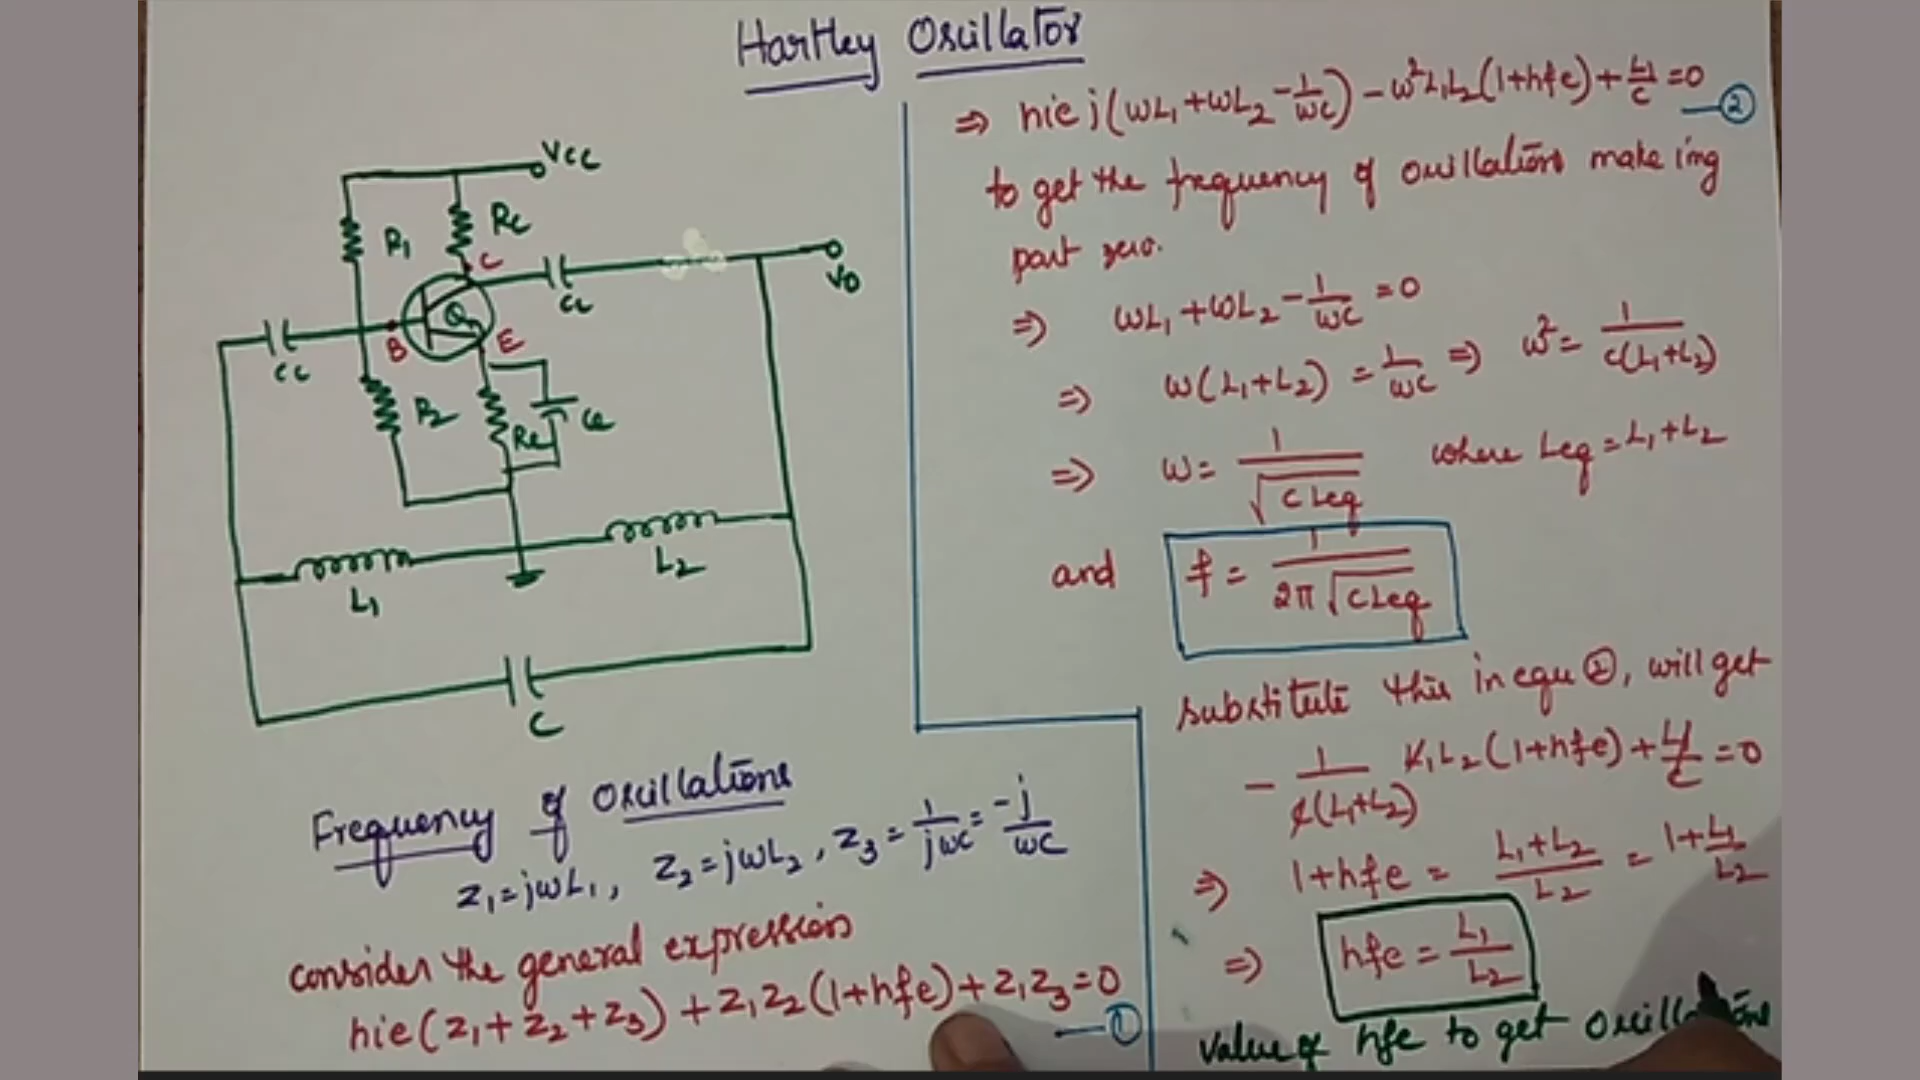 Hartley Oscillator
VCC
R1
RC
C
CC
VO
Q
B
E
CC
R2
Re
Ce
L1
L2
C
Frequency of Oscillations
Z1=jωL1, Z2=jωL2, Z3=1/jωC=-j/ωC
consider the general expression
hie(Z1+Z2+Z3)+Z1Z2(1+hfe)+Z1Z3=0 —①
⇒ hie j(ωL1+ωL2-1/ωC)-ω²L1L2(1+hfe)+L1/C=0 —②
to get the frequency of oscillations make img
part zero.
⇒ ωL1+ωL2-1/ωC=0
⇒ ω(L1+L2)=1/ωC ⇒ ω²=1/C(L1+L2)
⇒ ω=1/√CLeq where Leq=L1+L2
and f=1/2π√CLeq
substitute this in equ②, will get
-1/C(L1+L2) L1L2(1+hfe)+L1/C=0
⇒ 1+hfe=L1+L2/L2=1+L1/L2
⇒ hfe=L1/L2
value of hfe to get oscillations